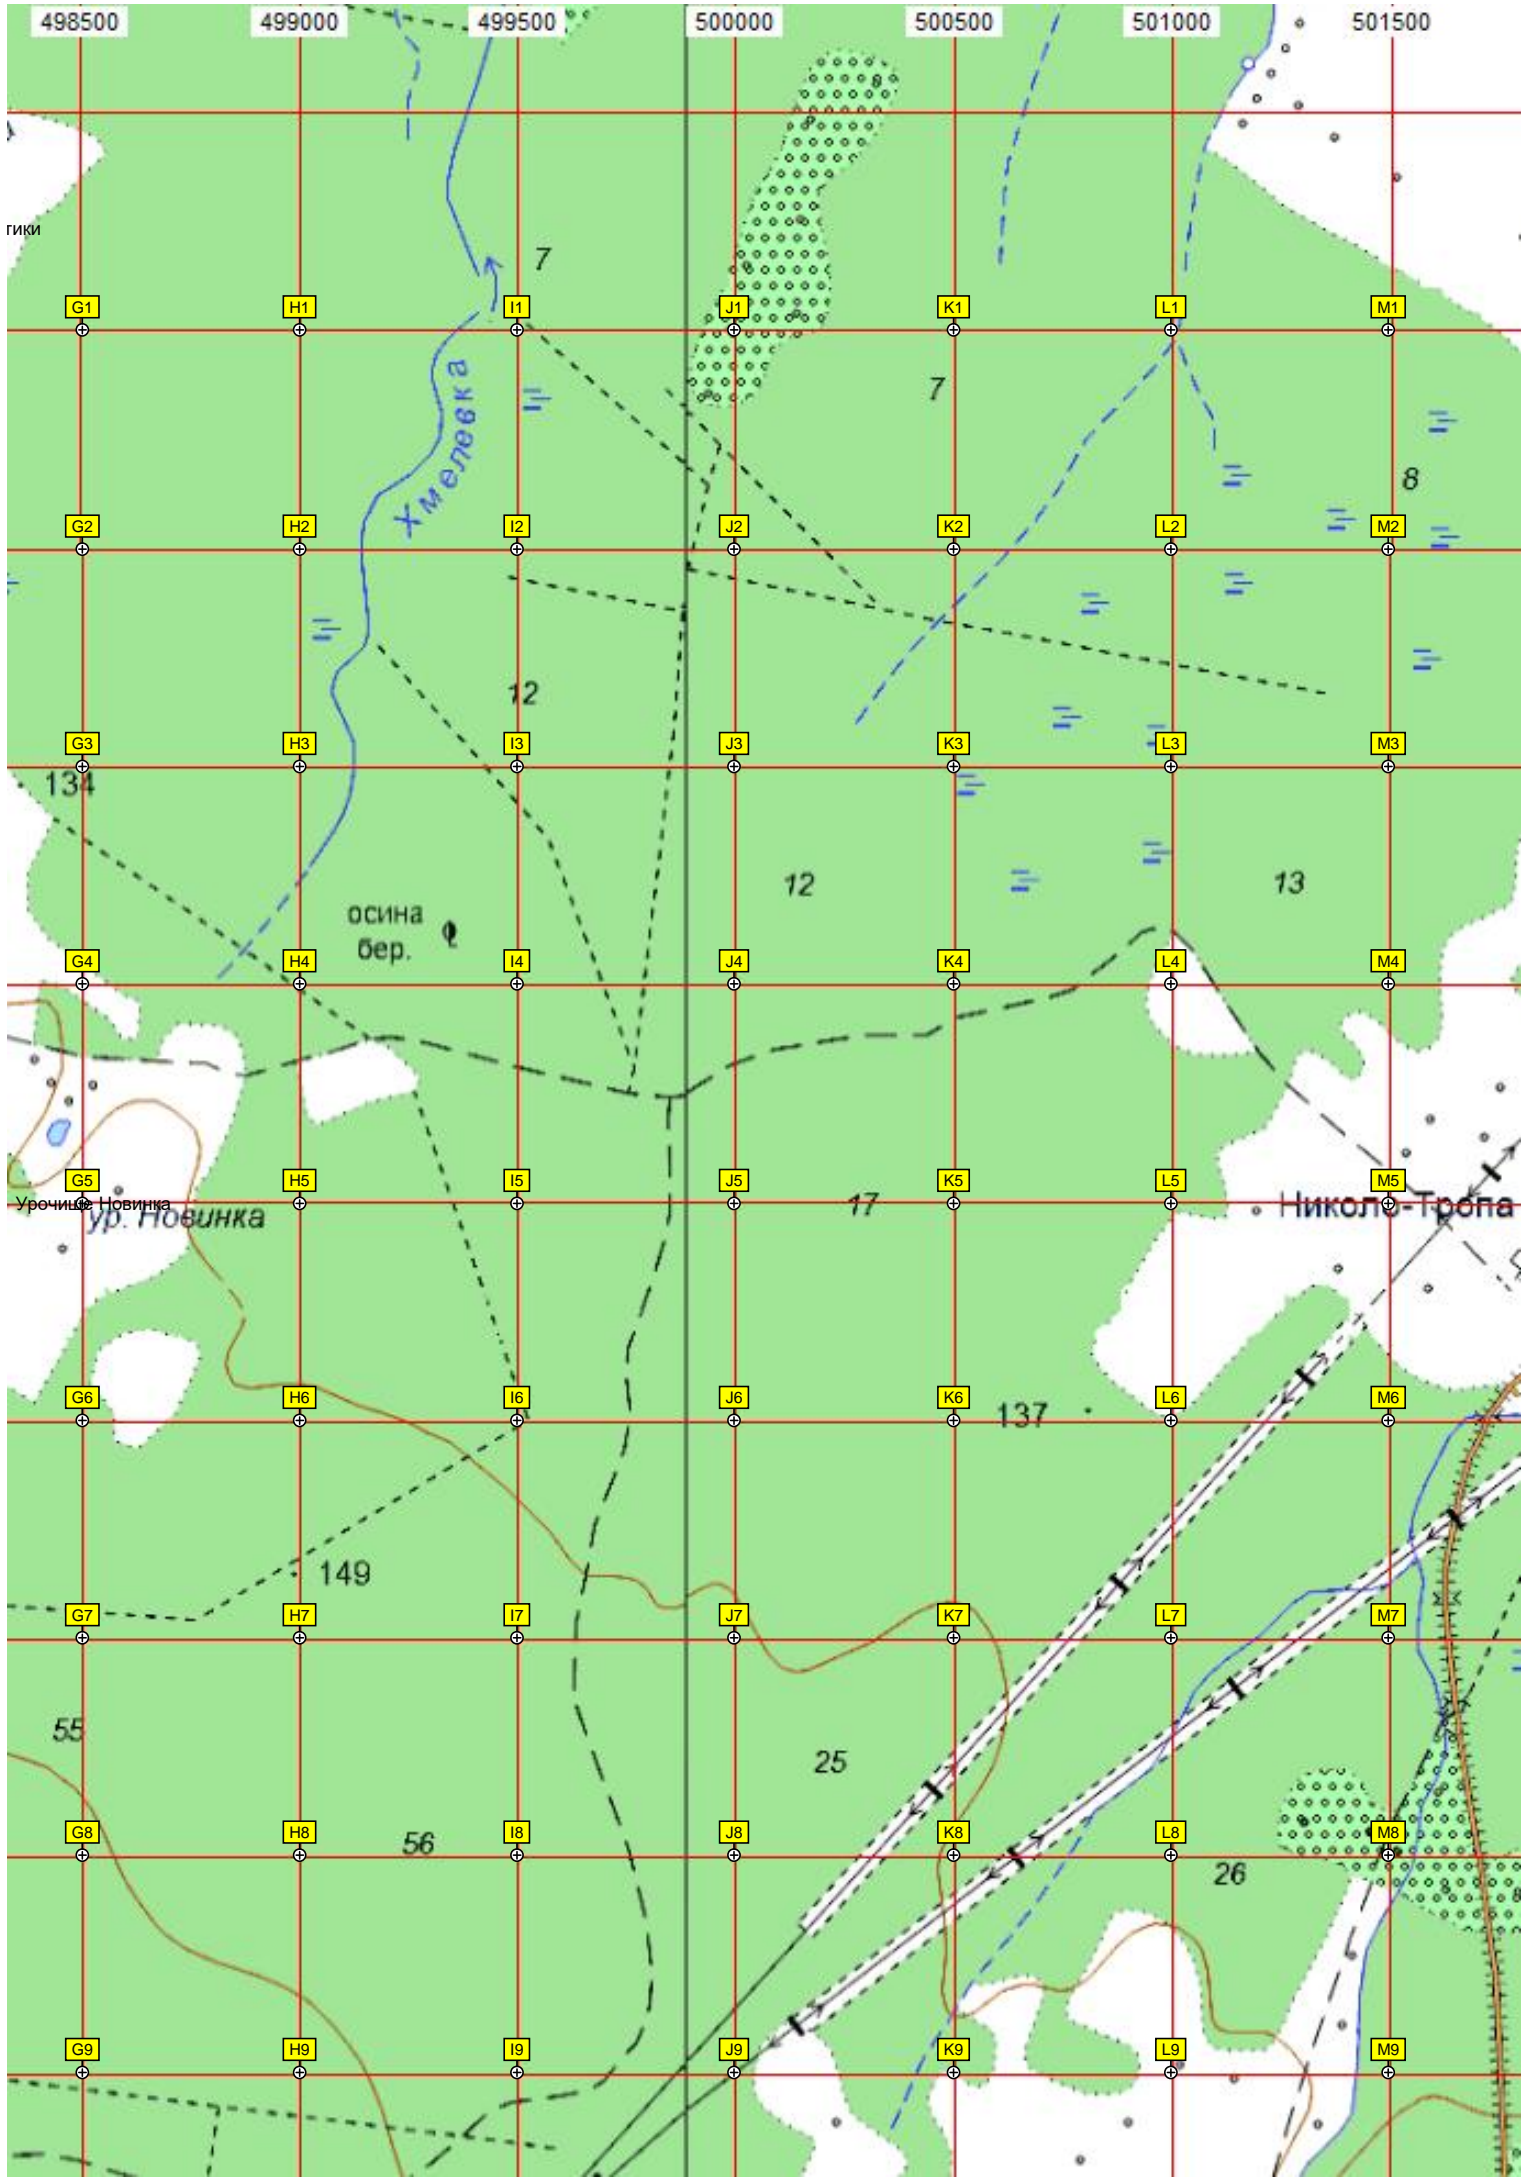 498500 499000 499500 500000 500500 501000 501500
тики
7
G1 H1 I1 J1 K1 L1 M1
Хмелевка
7
8
G2 H2 I2 J2 K2 L2 M2
12
G3 H3 I3 J3 K3 L3 M3
134
12
13
осина
бер.
G4 H4 I4 J4 K4 L4 M4
G5 H5 I5 J5 K5 L5 M5
Урочище Новинка
ур. Новинка
17
Николо-Тропа
G6 H6 I6 J6 K6 L6 M6
137
149
G7 H7 I7 J7 K7 L7 M7
55
25
G8 H8 I8 J8 K8 L8 M8
56
26
G9 H9 I9 J9 K9 L9 M9